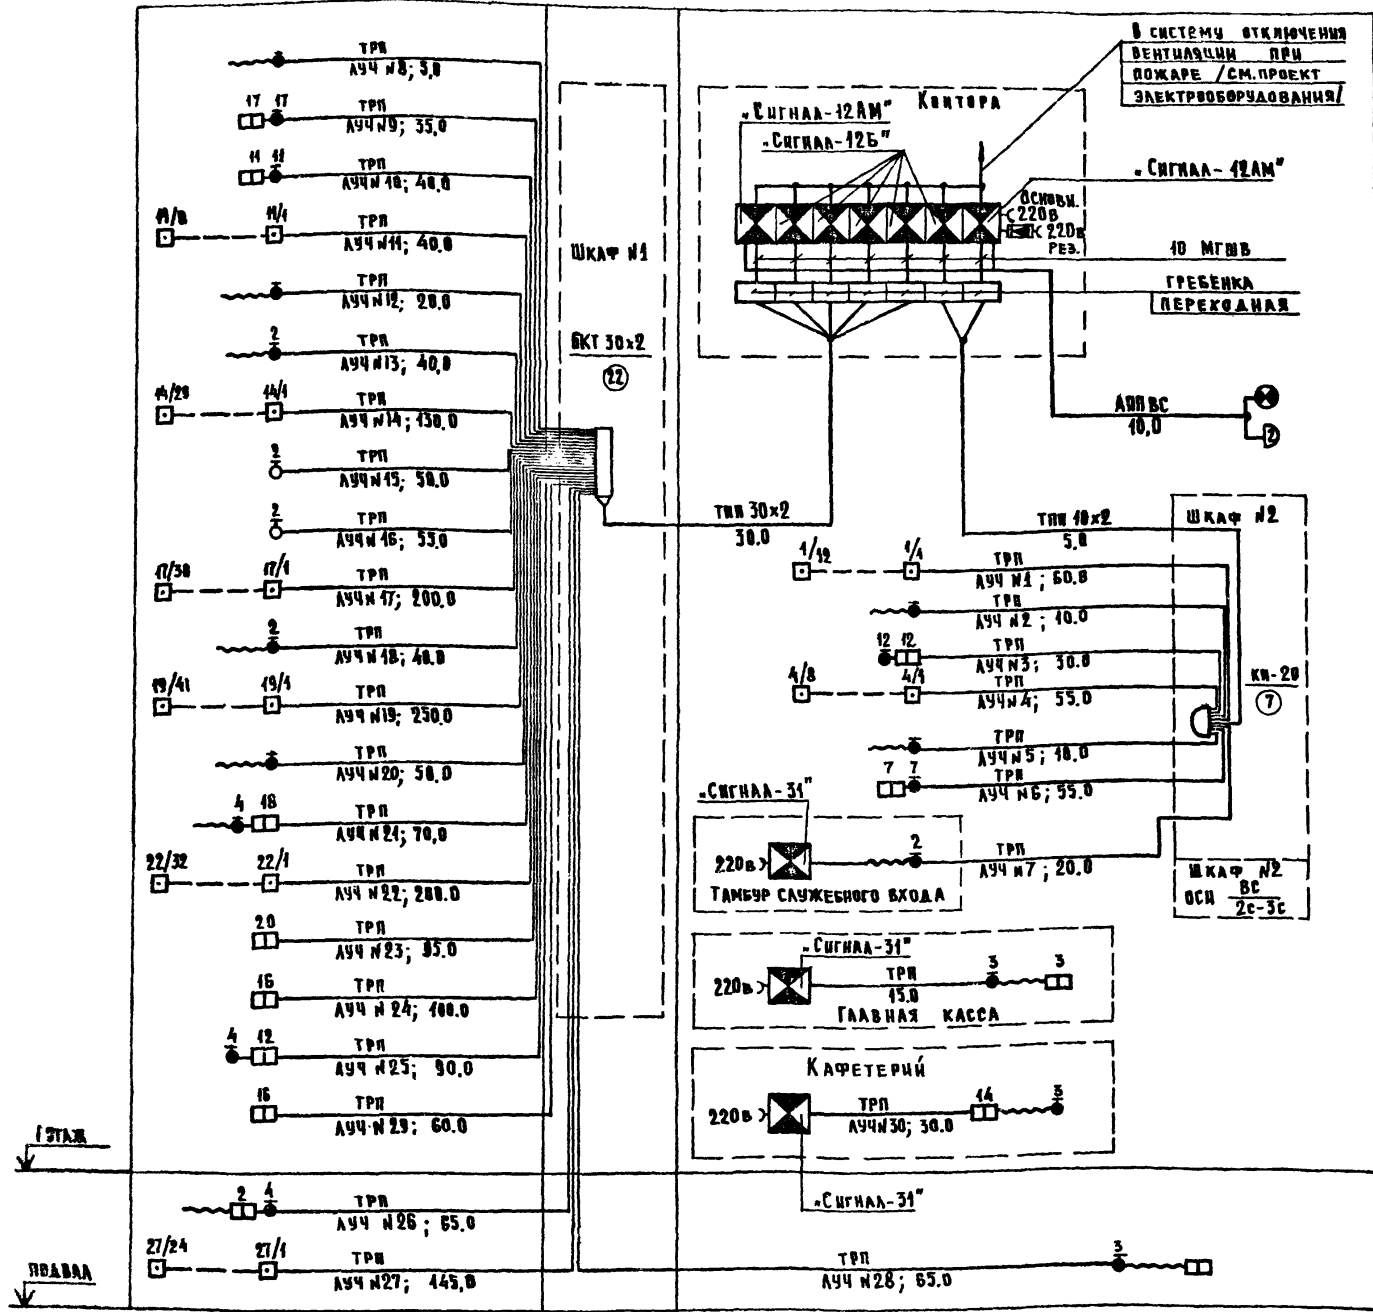 ТРП
ЛУЧ №8; 5,0
17 17
ТРП
ЛУЧ №9; 35,0
11 11
ТРП
ЛУЧ №10; 40,0
11/1
ТРП
ЛУЧ №11; 40,0
ТРП
ЛУЧ №12; 20,0
2
ТРП
ЛУЧ №13; 40,0
14/29 14/1
ТРП
ЛУЧ №14; 130,0
2
ТРП
ЛУЧ №15; 50.0
2
ТРП
ЛУЧ №16; 55.0
17/38 17/1
ТРП
ЛУЧ №17; 200.0
2
ТРП
ЛУЧ №18; 40.0
19/41 19/1
ТРП
ЛУЧ №19; 250.0
ТРП
ЛУЧ №20; 50.0
4 18
ТРП
ЛУЧ №21; 70,0
22/32 22/1
ТРП
ЛУЧ №22; 200.0
20
ТРП
ЛУЧ №23; 95.0
16
ТРП
ЛУЧ №24; 100.0
4 12
ТРП
ЛУЧ №25; 90,0
16
ТРП
ЛУЧ №29; 60.0
I ЭТАЖ
2 4
ТРП
ЛУЧ №26; 65.0
27/24 27/1
ТРП
ЛУЧ №27; 145,0
ПОДВАЛ
ШКАФ №1
БКТ 30х2
22
В СИСТЕМУ ОТКЛЮЧЕНИЯ
ВЕНТИЛЯЦИИ ПРИ
ПОЖАРЕ /СМ.ПРОЕКТ
ЭЛЕКТРООБОРУДОВАНИЯ/
КОНТОРА
„СИГНАЛ-12АМ"
„СИГНАЛ-12Б"
„СИГНАЛ-12АМ"
ОСНОВН.
220В
220В
РЕЗ.
10 МГШВ
ГРЕБЕНКА
ПЕРЕХОДНАЯ
АППВС
10,0
2
ТПП 30х2
30.0
ТПП 10х2
5.0
ШКАФ №2
1/12 1/1
ТРП
ЛУЧ №1; 60.0
ТРП
ЛУЧ №2; 10.0
12 12
ТРП
ЛУЧ №3; 30.0
4/8 4/1
ТРП
ЛУЧ №4; 55.0
КН-20
7
ТРП
ЛУЧ №5; 10.0
7 7
ТРП
ЛУЧ №6; 55.0
„СИГНАЛ-31"
220В
2
ТРП
ЛУЧ №7; 20.0
ТАМБУР СЛУЖЕБНОГО ВХОДА
ШКАФ №2
ОСП ВС
2с-3с
„СИГНАЛ-31"
220В
ТРП
15.0
3 3
ГЛАВНАЯ КАССА
КАФЕТЕРИЙ
220В
ТРП
ЛУЧ №30; 30.0
14 3
„СИГНАЛ-31"
ТРП
ЛУЧ №28; 65.0
3